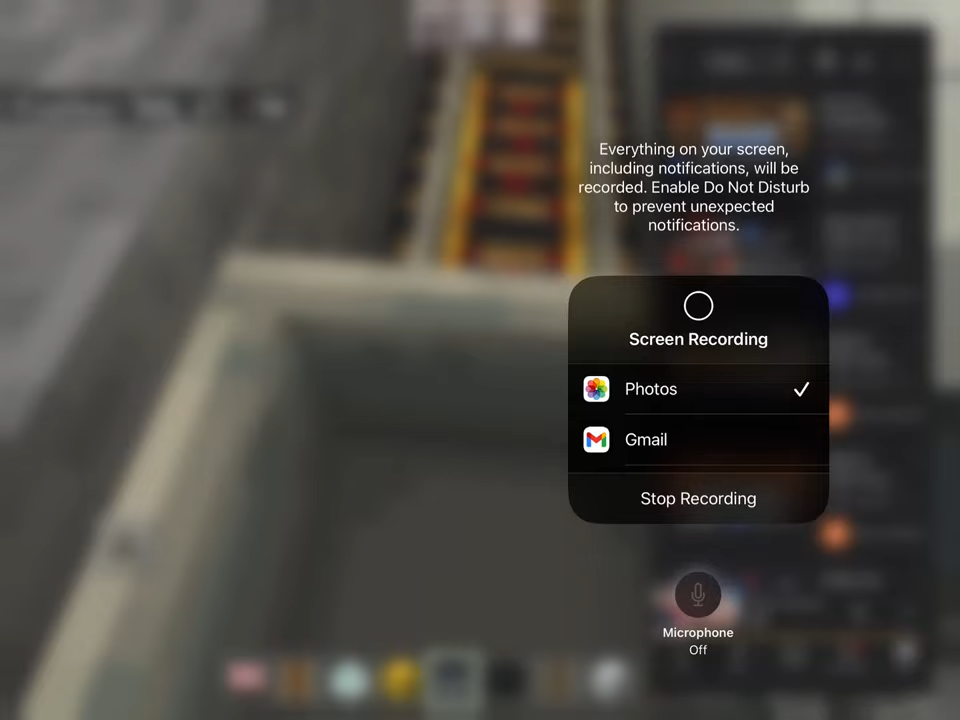 Everything on your screen,
including notifications, will be
recorded. Enable Do Not Disturb
to prevent unexpected
notifications.
Screen Recording
Photos
Gmail
Stop Recording
Microphone
Off